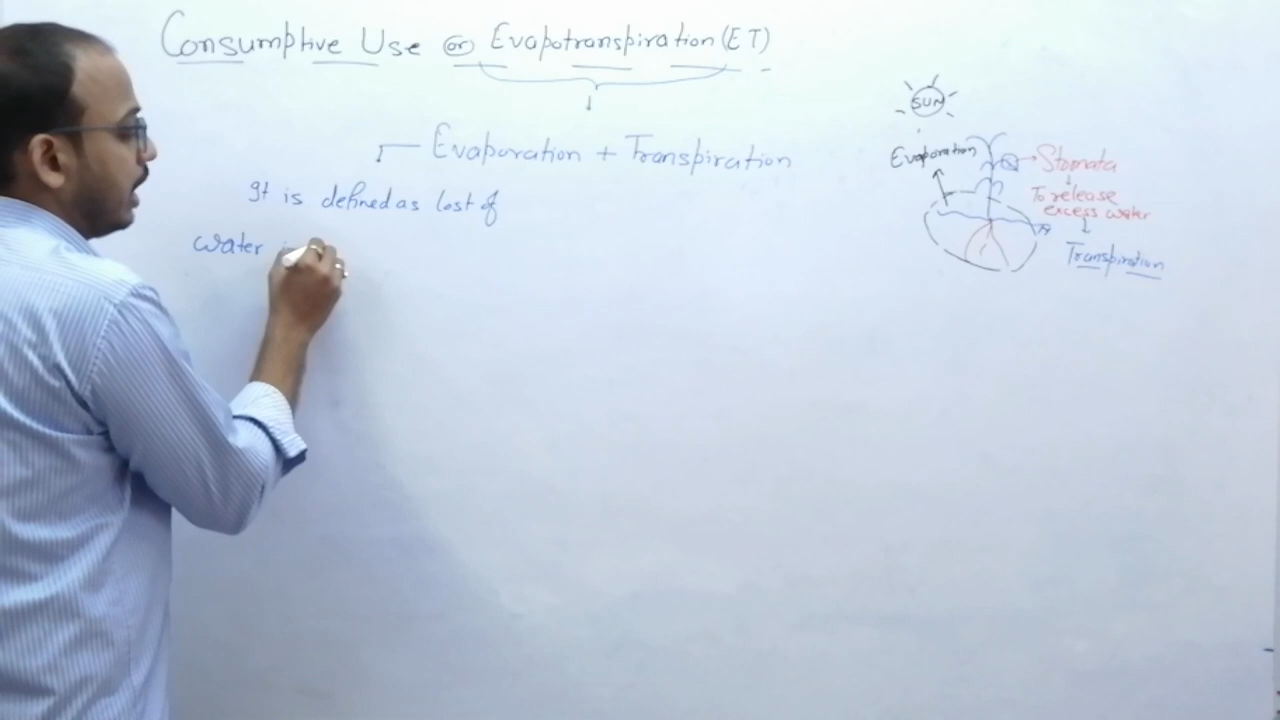 Consumptive Use or Evapotranspiration (ET)
Evaporation + Transpiration
It is defined as lost of
water
SUN
Evaporation
Stomata
To release
excess water
Transpiration